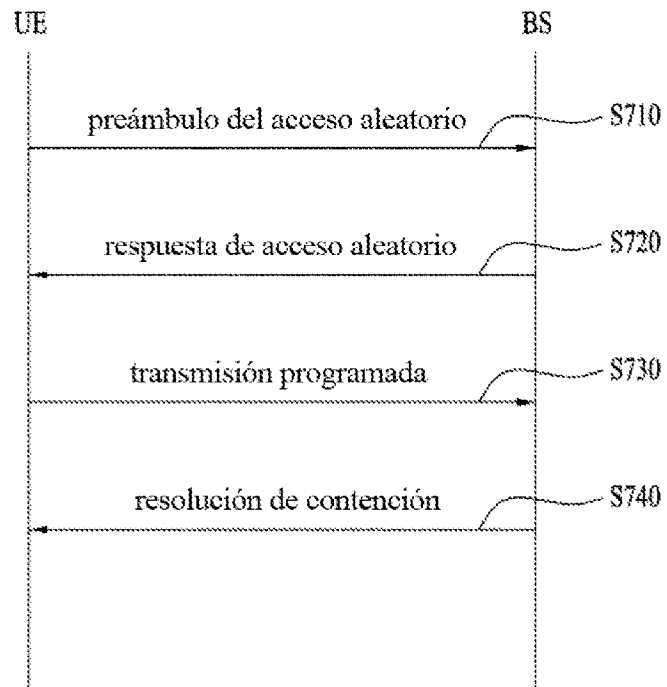 UE
BS
preámbulo del acceso aleatorio
S710
respuesta de acceso aleatorio
S720
transmisión programada
S730
resolución de contención
S740